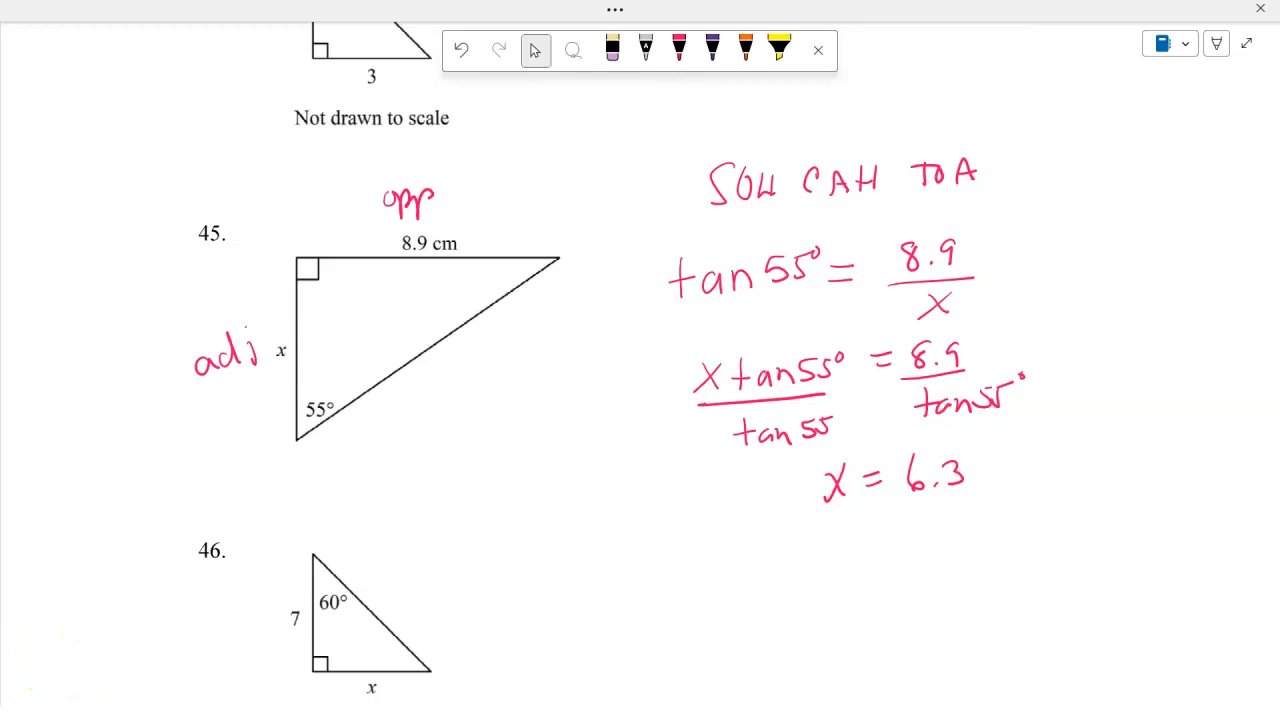 3
Not drawn to scale
SOH CAH TOA
opp
45.
8.9 cm
tan 55° = 8.9
x
adj
x
x tan 55° = 8.9
tan 55
tan 55°
55°
x = 6.3
46.
60°
7
x